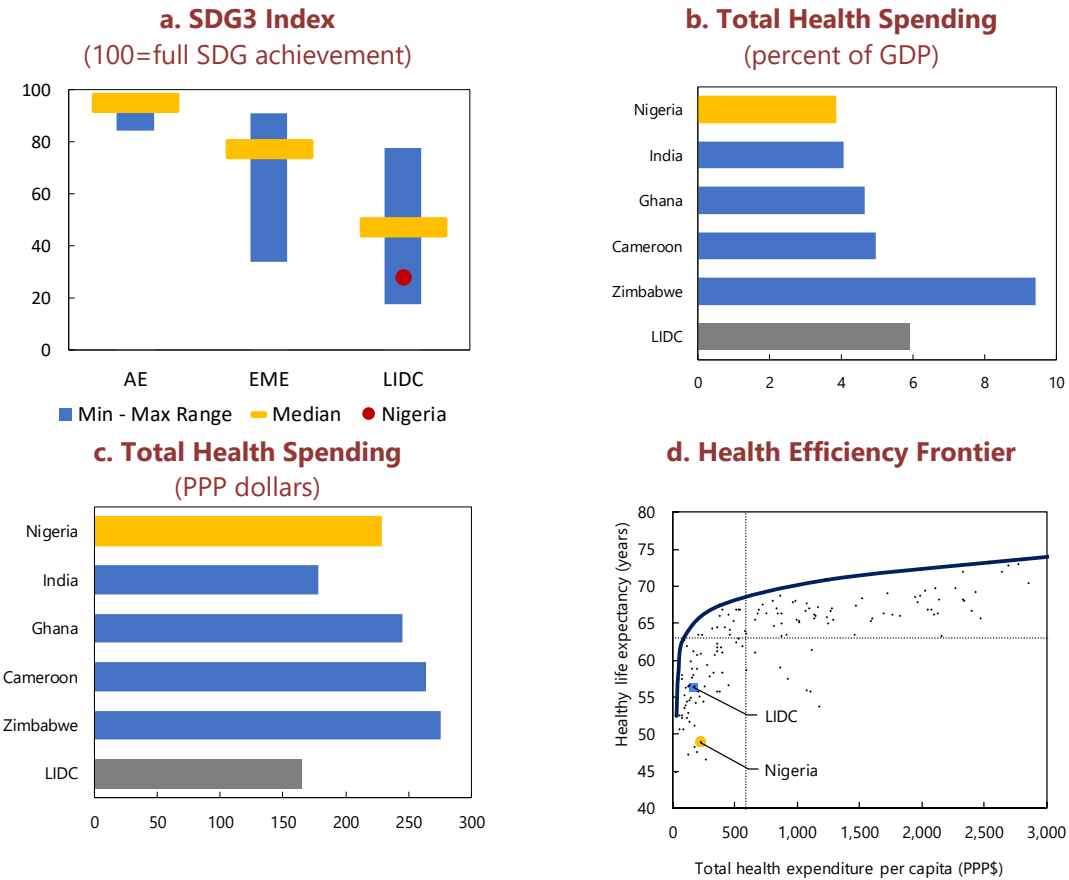 a. SDG3 Index
(100=full SDG achievement)
100
80
60
40
20
0
AE EME LIDC
Min - Max Range Median Nigeria
b. Total Health Spending
(percent of GDP)
Nigeria
India
Ghana
Cameroon
Zimbabwe
LIDC
0 2 4 6 8 10
c. Total Health Spending
(PPP dollars)
Nigeria
India
Ghana
Cameroon
Zimbabwe
LIDC
0 50 100 150 200 250 300
d. Health Efficiency Frontier
Healthy life expectancy (years)
80
75
70
65
60
55
50
45
40
LIDC
Nigeria
0 500 1,000 1,500 2,000 2,500 3,000
Total health expenditure per capita (PPP$)